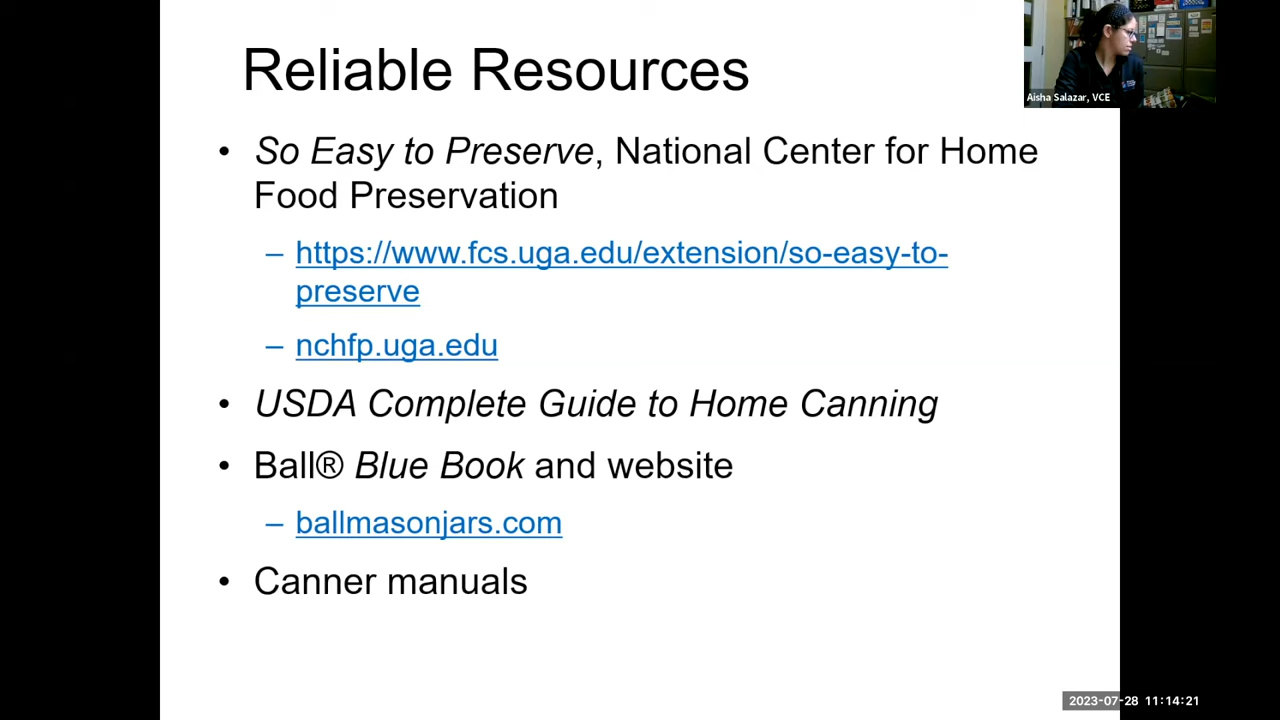 Reliable Resources
Aisha Salazar, VCE
• So Easy to Preserve, National Center for Home
Food Preservation
– https://www.fcs.uga.edu/extension/so-easy-to-
preserve
– nchfp.uga.edu
• USDA Complete Guide to Home Canning
• Ball® Blue Book and website
– ballmasonjars.com
• Canner manuals
2023-07-28 11:14:21